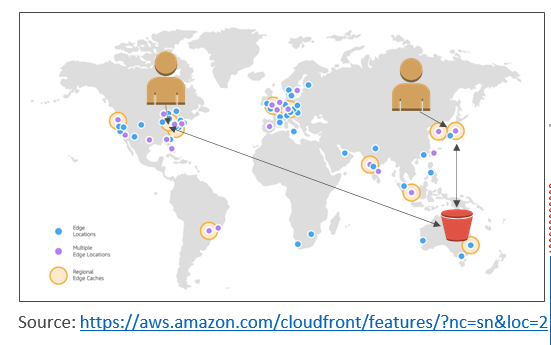 Edge
Locations
Multiple
Edge Locations
Regional
Edge Caches
Source: https://aws.amazon.com/cloudfront/features/?nc=sn&loc=2